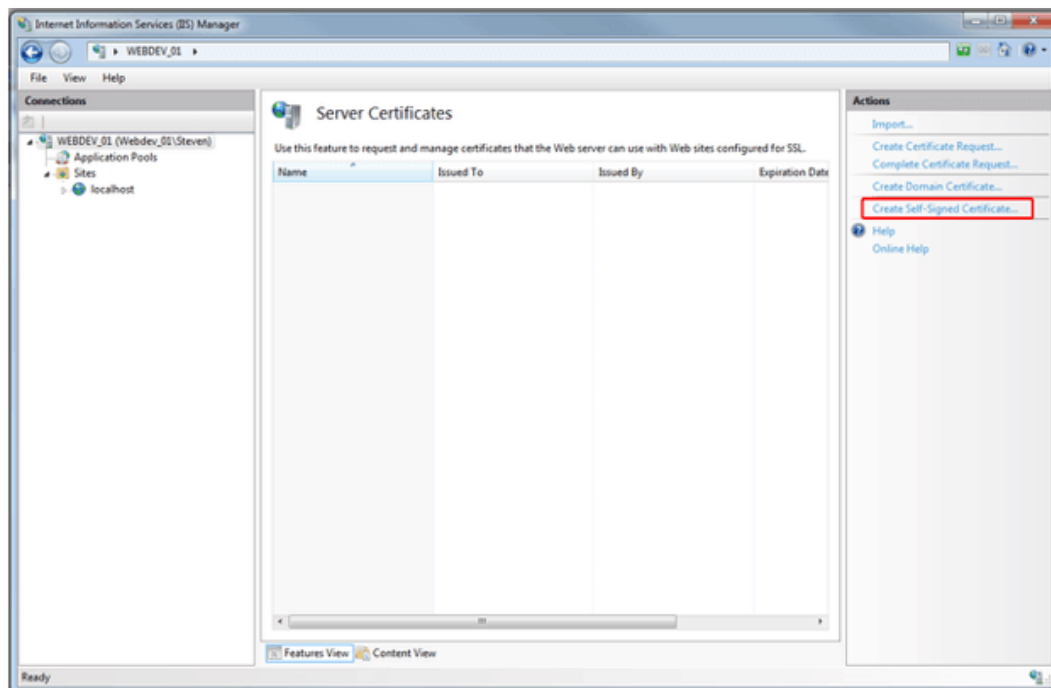 Internet Information Services (IIS) Manager
WEBDEV_01
File View Help
Connections
WEBDEV_01 (Webdev_01\Steven)
Application Pools
Sites
localhost
Server Certificates
Use this feature to request and manage certificates that the Web server can use with Web sites configured for SSL.
Name Issued To Issued By Expiration Date
Features View Content View
Actions
Import...
Create Certificate Request...
Complete Certificate Request...
Create Domain Certificate...
Create Self-Signed Certificate...
Help
Online Help
Ready